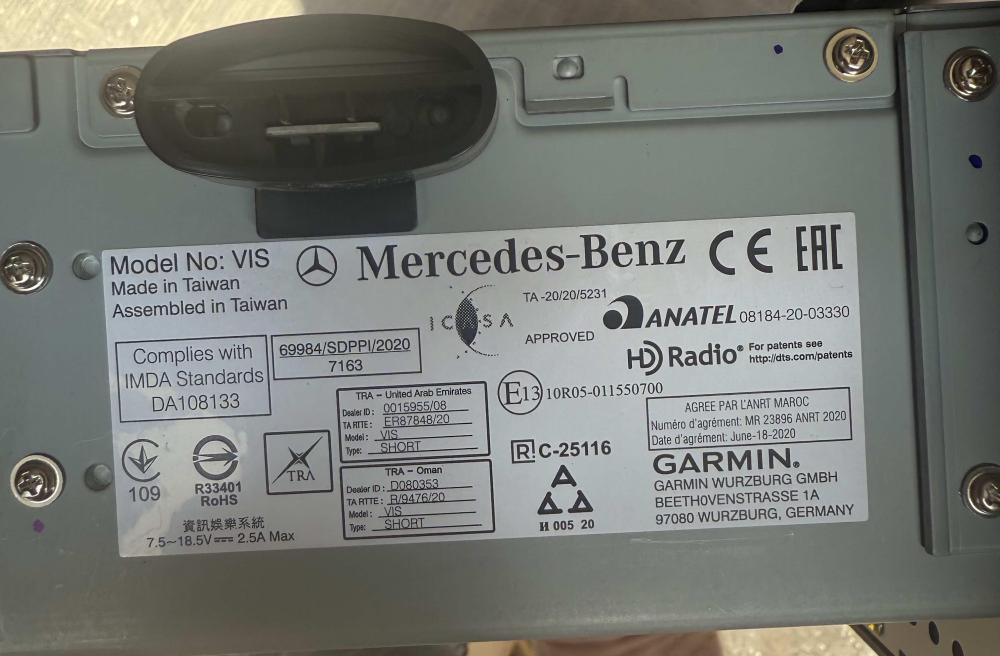 Model No: VIS
Made in Taiwan
Assembled in Taiwan
Mercedes-Benz
CE EAC
Complies with
IMDA Standards
DA108133
69984/SDPPI/2020
7163
ICASA
TA -20/20/5231
APPROVED
ANATEL 08184-20-03330
HD Radio®
For patents see
http://dts.com/patents
TRA – United Arab Emirates
Dealer ID : 0015955/08
TA RTTE : ER87848/20
Model : VIS
Type: SHORT
E13 10R05-011550700
AGREE PAR L'ANRT MAROC
Numéro d'agrément: MR 23896 ANRT 2020
Date d'agrément: June-18-2020
109
R33401
RoHS
TRA
TRA – Oman
Dealer ID : D080353
TA RTTE : R/9476/20
Model : VIS
Type: SHORT
R! C-25116
И 005 20
GARMIN®
GARMIN WURZBURG GMBH
BEETHOVENSTRASSE 1A
97080 WURZBURG, GERMANY
資訊娛樂系統
7.5~18.5V⎓ 2.5A Max